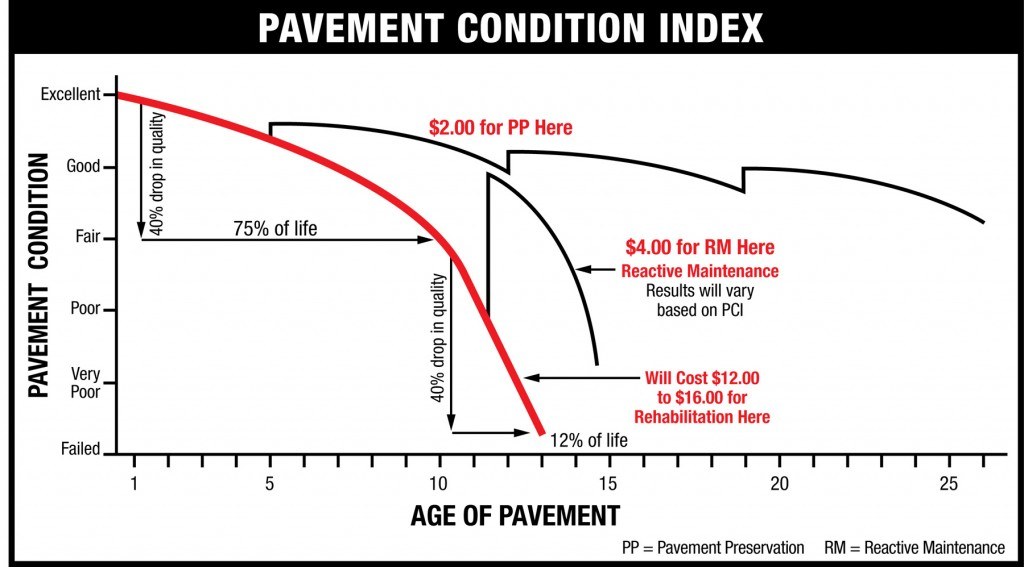 PAVEMENT CONDITION INDEX
PAVEMENT CONDITION
Excellent
Good
Fair
Poor
Very
Poor
Failed
40% drop in quality
75% of life
$2.00 for PP Here
$4.00 for RM Here
Reactive Maintenance
Results will vary
based on PCI
40% drop in quality
Will Cost $12.00
to $16.00 for
Rehabilitation Here
12% of life
1 5 10 15 20 25
AGE OF PAVEMENT
PP = Pavement Preservation RM = Reactive Maintenance